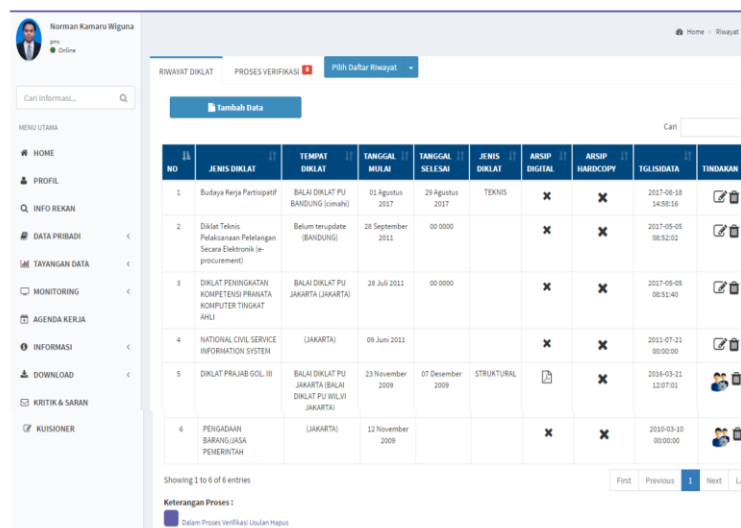 Norman Kamaru Wiguna
pns
Online
Home > Riwayat
RIWAYAT DIKLAT
PROSES VERIFIKASI
Pilih Daftar Riwayat
Cari Informasi...
Tambah Data
MENU UTAMA
Cari
HOME
PROFIL
INFO REKAN
DATA PRIBADI
TAYANGAN DATA
MONITORING
AGENDA KERJA
INFORMASI
DOWNLOAD
KRITIK & SARAN
KUISIONER
NO JENIS DIKLAT TEMPAT DIKLAT TANGGAL MULAI TANGGAL SELESAI JENIS DIKLAT ARSIP DIGITAL ARSIP HARDCOPY TGLISIDATA TINDAKAN
1 Budaya Kerja Partisipatif BALAI DIKLAT PU BANDUNG (cimahi) 01 Agustus 2017 29 Agustus 2017 TEKNIS 2017-08-18 14:58:16
2 Diklat Teknis Pelaksanaan Pelelangan Secara Elektronik (e-procurement) Belum terupdate (BANDUNG) 28 September 2011 00 0000 2017-05-05 08:52:02
3 DIKLAT PENINGKATAN KOMPETENSI PRANATA KOMPUTER TINGKAT AHLI BALAI DIKLAT PU JAKARTA (JAKARTA) 28 Juli 2011 00 0000 2017-05-05 08:51:40
4 NATIONAL CIVIL SERVICE INFORMATION SYSTEM (JAKARTA) 09 Juni 2011 2011-07-21 00:00:00
5 DIKLAT PRAJAB GOL. III BALAI DIKLAT PU JAKARTA (BALAI DIKLAT PU WIL.VI JAKARTA) 23 November 2009 07 Desember 2009 STRUKTURAL 2016-03-21 12:07:01
6 PENGADAAN BARANG/JASA PEMERINTAH (JAKARTA) 12 November 2009 2010-03-10 00:00:00
Showing 1 to 6 of 6 entries
First Previous 1 Next
Keterangan Proses :
Dalam Proses Verifikasi Usulan Hapus